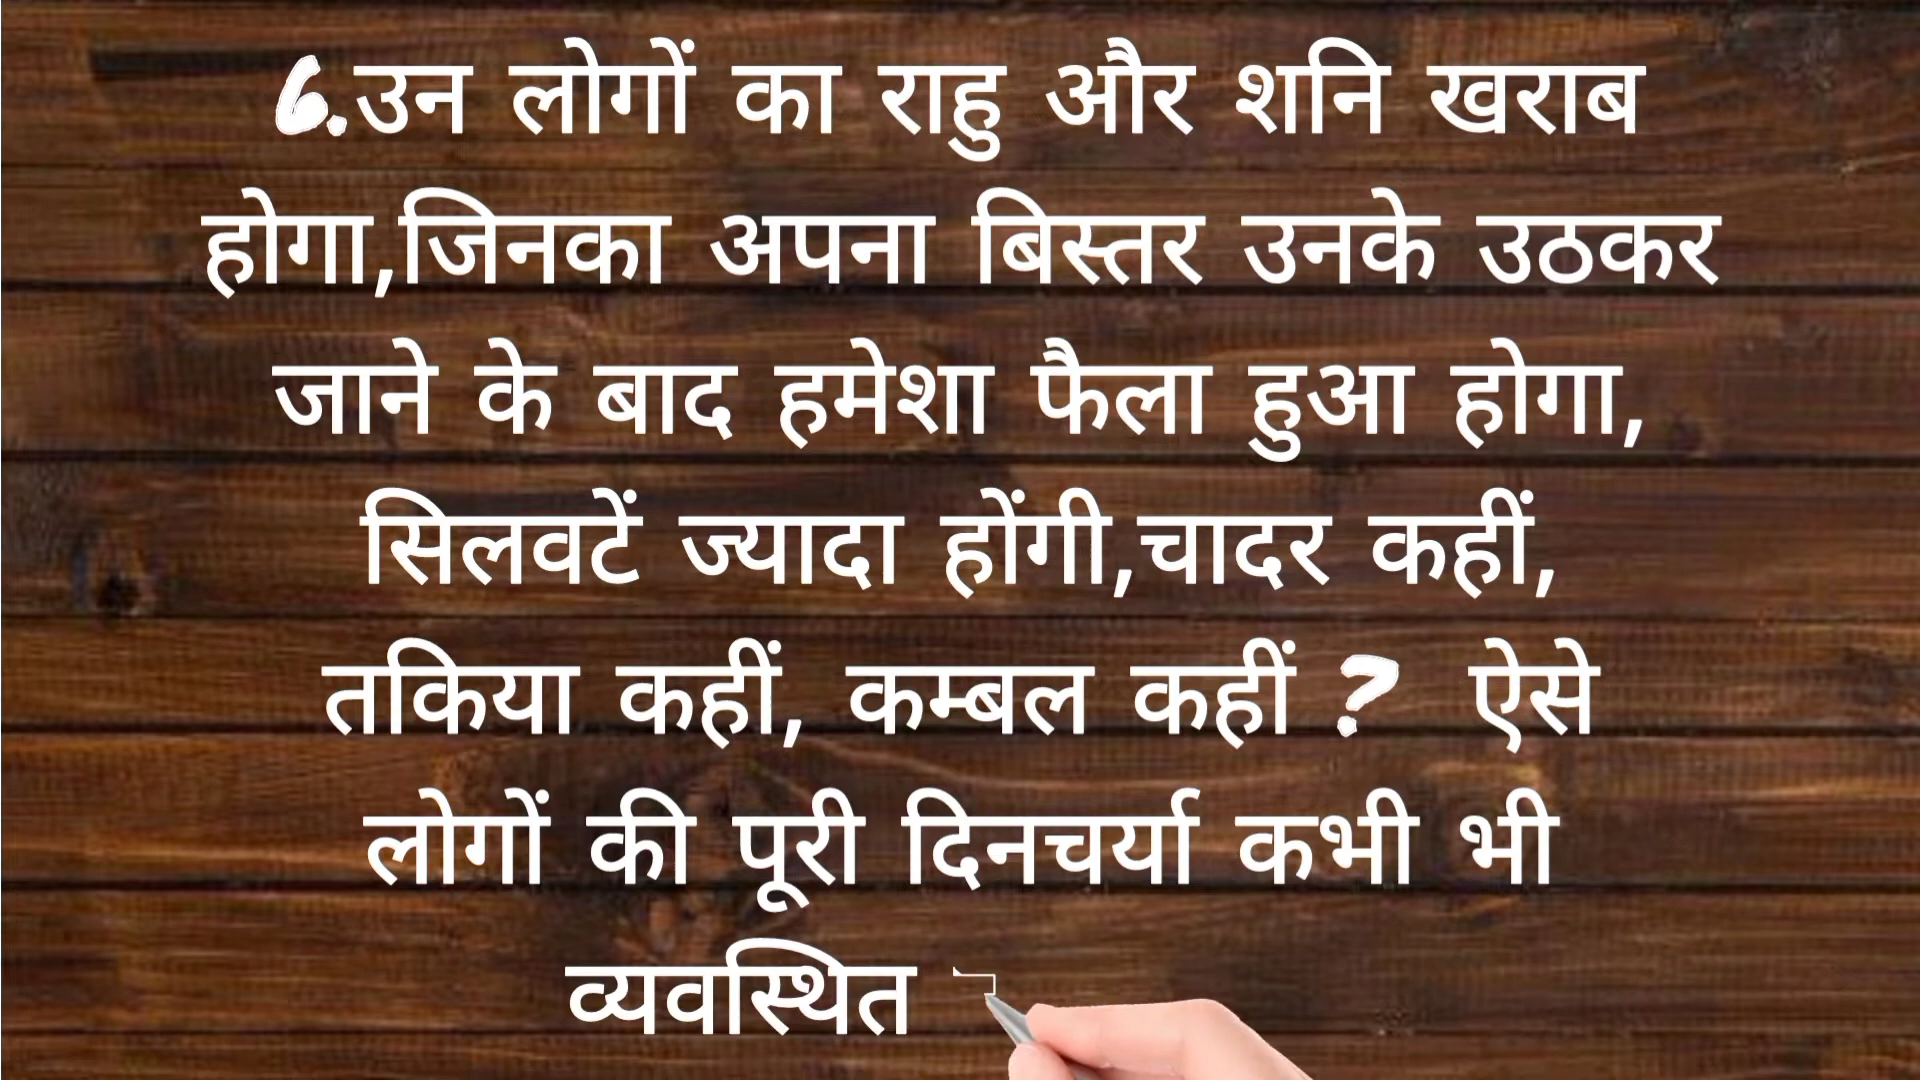 6.उन लोगों का राहु और शनि खराब
होगा,जिनका अपना बिस्तर उनके उठकर
जाने के बाद हमेशा फैला हुआ होगा,
सिलवटें ज्यादा होंगी,चादर कहीं,
तकिया कहीं, कम्बल कहीं ? ऐसे
लोगों की पूरी दिनचर्या कभी भी
व्यवस्थित